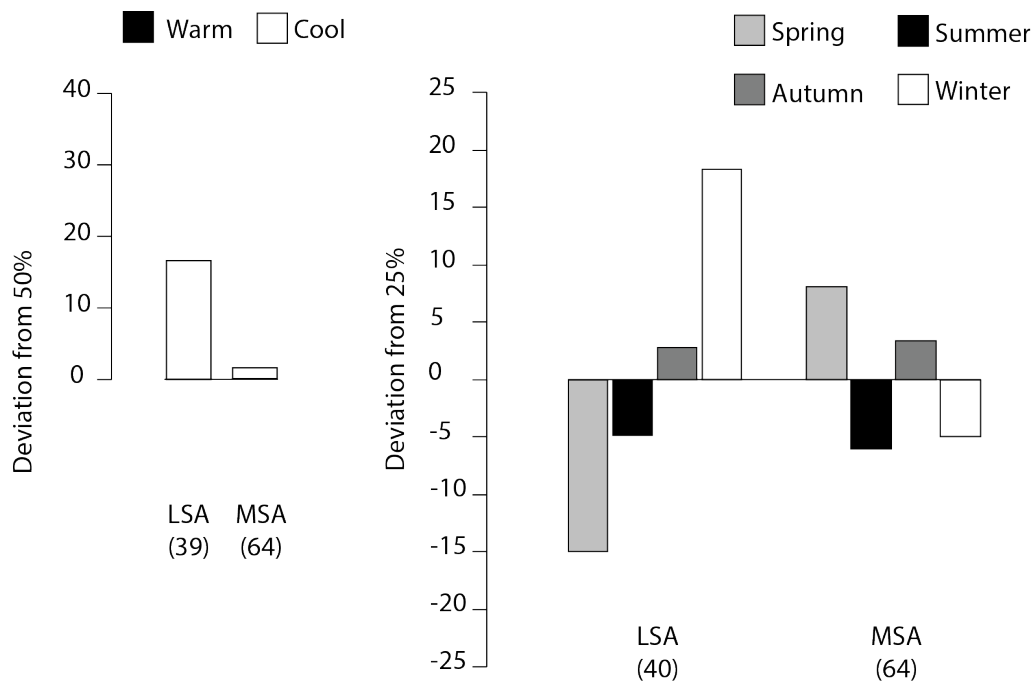 Warm Cool
40
30
20
10
0
Deviation from 50%
LSA MSA
(39) (64)
Spring Summer
Autumn Winter
25
20
15
10
5
0
-5
-10
-15
-20
-25
Deviation from 25%
LSA MSA
(40) (64)